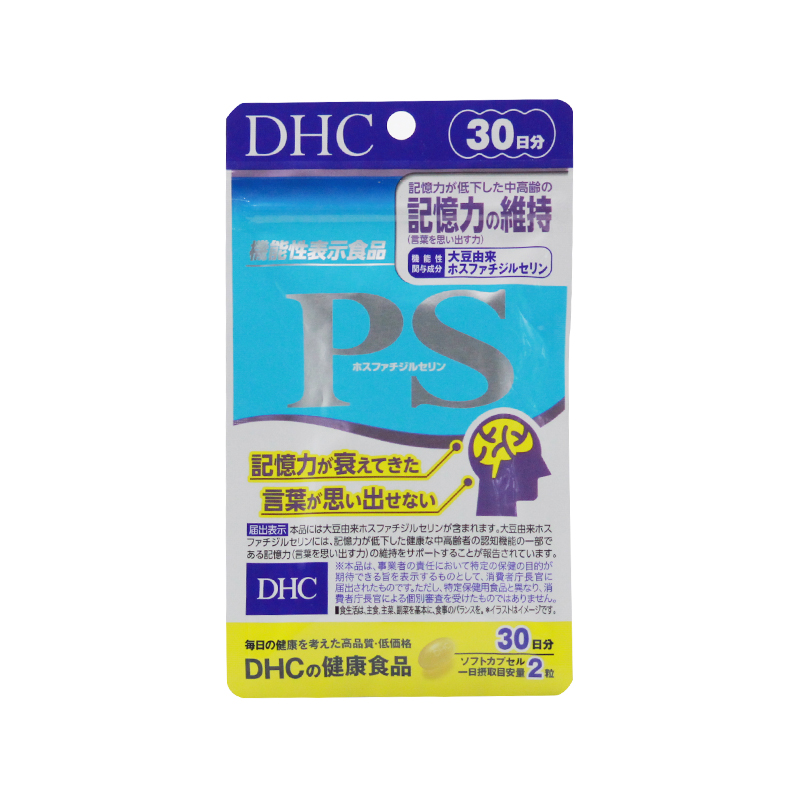 DHC
30日分
記憶力が低下した中高齢の
記憶力の維持
(言葉を思い出す力)
機能性
関与成分
大豆由来
ホスファチジルセリン
機能性表示食品
PS
ホスファチジルセリン
記憶力が衰えてきた
言葉が思い出せない
届出表示 本品には大豆由来ホスファチジルセリンが含まれます。大豆由来ホス
ファチジルセリンには、記憶力が低下した健康な中高齢者の認知機能の一部で
ある記憶力(言葉を思い出す力)の維持をサポートすることが報告されています。
DHC
※本品は、事業者の責任において特定の保健の目的が
期待できる旨を表示するものとして、消費者庁長官に
届出されたものです。ただし、特定保健用食品と異なり、消
費者庁長官による個別審査を受けたものではありません。
■食生活は、主食、主菜、副菜を基本に、食事のバランスを。＊イラストはイメージです。
毎日の健康を考えた高品質・低価格
DHCの健康食品
30日分
ソフトカプセル
一日摂取目安量 2粒